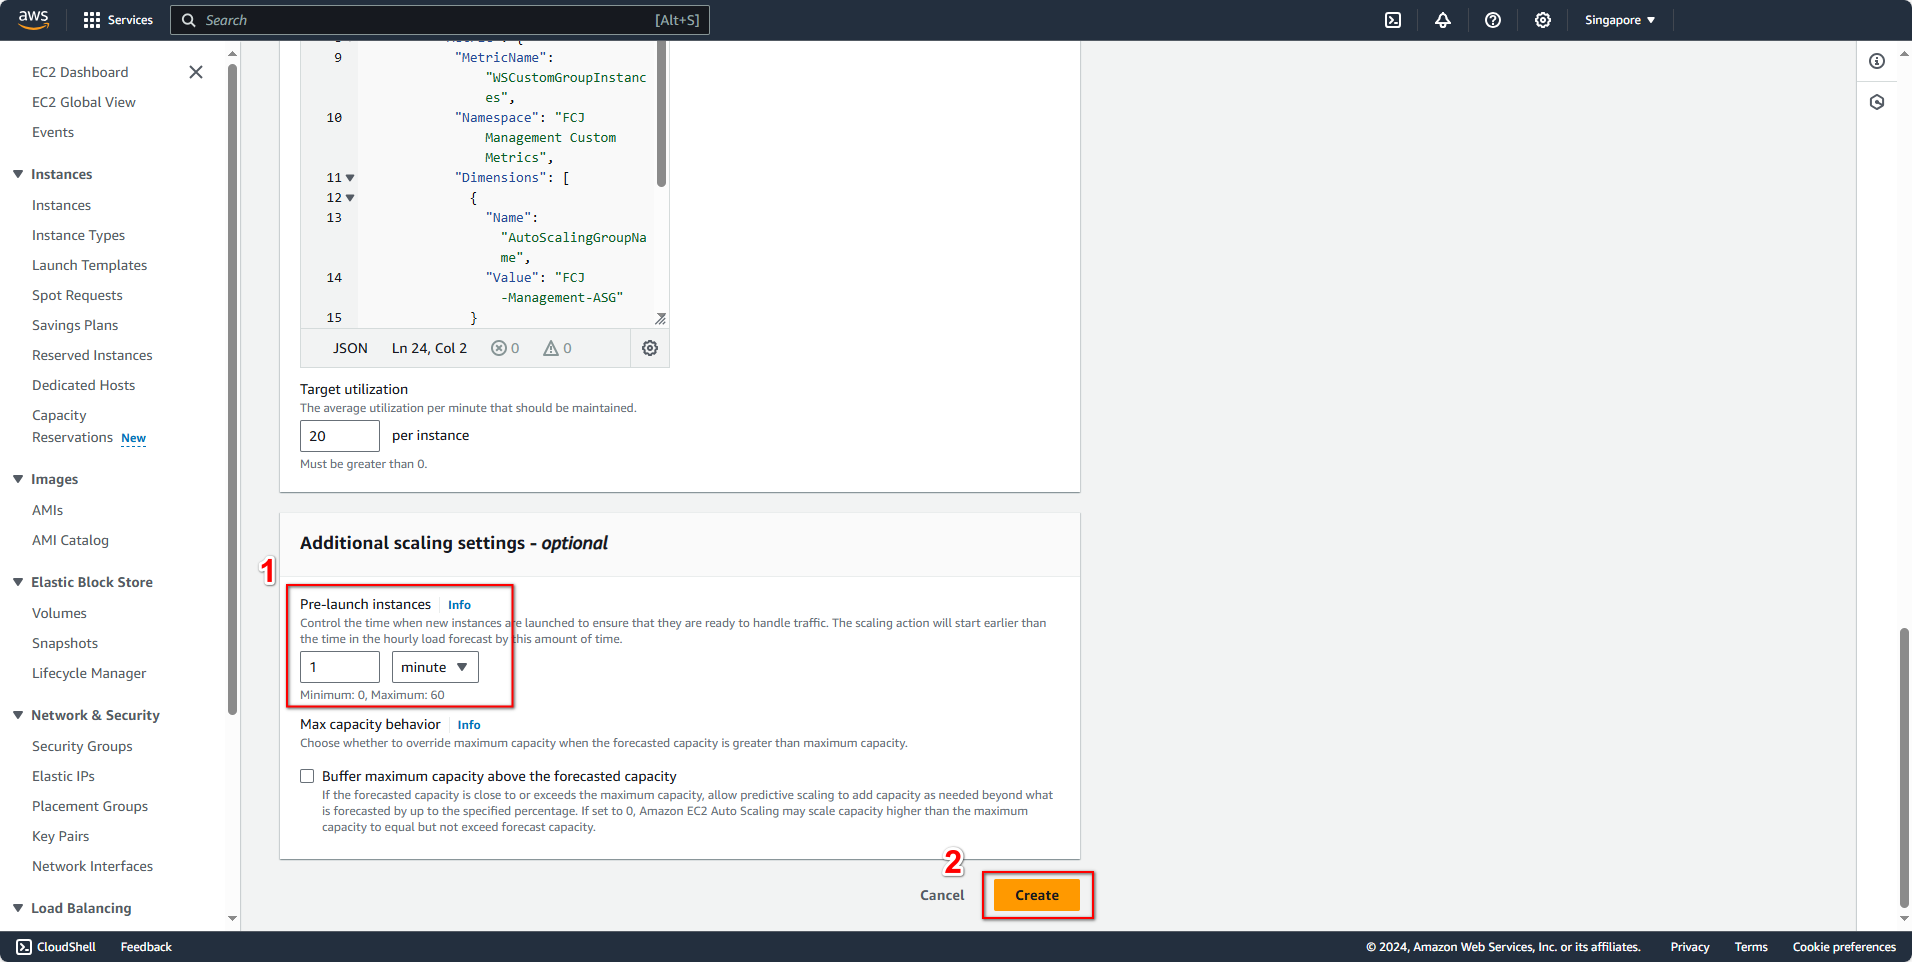 aws
Services
Search
[Alt+S]
Singapore
EC2 Dashboard
EC2 Global View
Events
Instances
Instances
Instance Types
Launch Templates
Spot Requests
Savings Plans
Reserved Instances
Dedicated Hosts
Capacity
Reservations New
Images
AMIs
AMI Catalog
Elastic Block Store
Volumes
Snapshots
Lifecycle Manager
Network & Security
Security Groups
Elastic IPs
Placement Groups
Key Pairs
Network Interfaces
Load Balancing
9 "MetricName":
"WSCustomGroupInstanc
es",
10 "Namespace": "FCJ
Management Custom
Metrics",
11 "Dimensions": [
12 {
13 "Name":
"AutoScalingGroupNa
me",
14 "Value": "FCJ
-Management-ASG"
15 }
JSON Ln 24, Col 2 0 0
Target utilization
The average utilization per minute that should be maintained.
20 per instance
Must be greater than 0.
Additional scaling settings - optional
1
Pre-launch instances Info
Control the time when new instances are launched to ensure that they are ready to handle traffic. The scaling action will start earlier than
the time in the hourly load forecast by this amount of time.
1 minute
Minimum: 0, Maximum: 60
Max capacity behavior Info
Choose whether to override maximum capacity when the forecasted capacity is greater than maximum capacity.
Buffer maximum capacity above the forecasted capacity
If the forecasted capacity is close to or exceeds the maximum capacity, allow predictive scaling to add capacity as needed beyond what
is forecasted by up to the specified percentage. If set to 0, Amazon EC2 Auto Scaling may scale capacity higher than the maximum
capacity to equal but not exceed forecast capacity.
2
Cancel Create
CloudShell Feedback
© 2024, Amazon Web Services, Inc. or its affiliates. Privacy Terms Cookie preferences